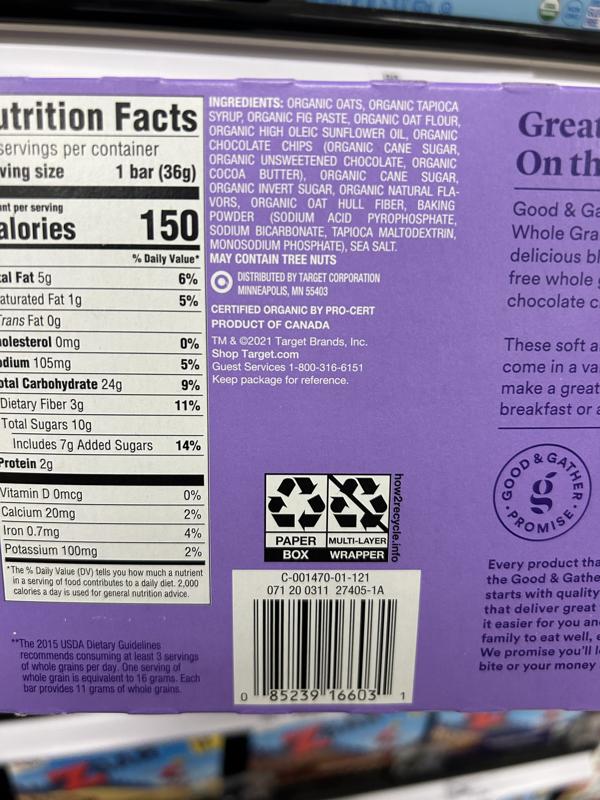 utrition Facts
servings per container
ving size 1 bar (36g)
nt per serving
alories 150
% Daily Value*
al Fat 5g 6%
aturated Fat 1g 5%
rans Fat 0g
olesterol 0mg 0%
dium 105mg 5%
otal Carbohydrate 24g 9%
Dietary Fiber 3g 11%
Total Sugars 10g
Includes 7g Added Sugars 14%
Protein 2g
Vitamin D 0mcg 0%
Calcium 20mg 2%
Iron 0.7mg 4%
Potassium 100mg 2%
*The % Daily Value (DV) tells you how much a nutrient
in a serving of food contributes to a daily diet. 2,000
calories a day is used for general nutrition advice.
**The 2015 USDA Dietary Guidelines
recommends consuming at least 3 servings
of whole grains per day. One serving of
whole grain is equivalent to 16 grams. Each
bar provides 11 grams of whole grains.
INGREDIENTS: ORGANIC OATS, ORGANIC TAPIOCA
SYRUP, ORGANIC FIG PASTE, ORGANIC OAT FLOUR,
ORGANIC HIGH OLEIC SUNFLOWER OIL, ORGANIC
CHOCOLATE CHIPS (ORGANIC CANE SUGAR,
ORGANIC UNSWEETENED CHOCOLATE, ORGANIC
COCOA BUTTER), ORGANIC CANE SUGAR,
ORGANIC INVERT SUGAR, ORGANIC NATURAL FLA-
VORS, ORGANIC OAT HULL FIBER, BAKING
POWDER (SODIUM ACID PYROPHOSPHATE,
SODIUM BICARBONATE, TAPIOCA MALTODEXTRIN,
MONOSODIUM PHOSPHATE), SEA SALT.
MAY CONTAIN TREE NUTS
DISTRIBUTED BY TARGET CORPORATION
MINNEAPOLIS, MN 55403
CERTIFIED ORGANIC BY PRO-CERT
PRODUCT OF CANADA
TM & ©2021 Target Brands, Inc.
Shop Target.com
Guest Services 1-800-316-6151
Keep package for reference.
PAPER MULTI-LAYER
BOX WRAPPER
how2recycle.info
C-001470-01-121
071 20 0311 27405-1A
0 85239 16603 1
Great
On th
Good & Ga
Whole Gra
delicious bl
free whole g
chocolate c
These soft a
come in a va
make a great
breakfast or a
GOOD & GATHER
g
PROMISE
Every product tha
the Good & Gathe
starts with quality
that deliver great
it easier for you an
family to eat well, e
We promise you'll l
bite or your money